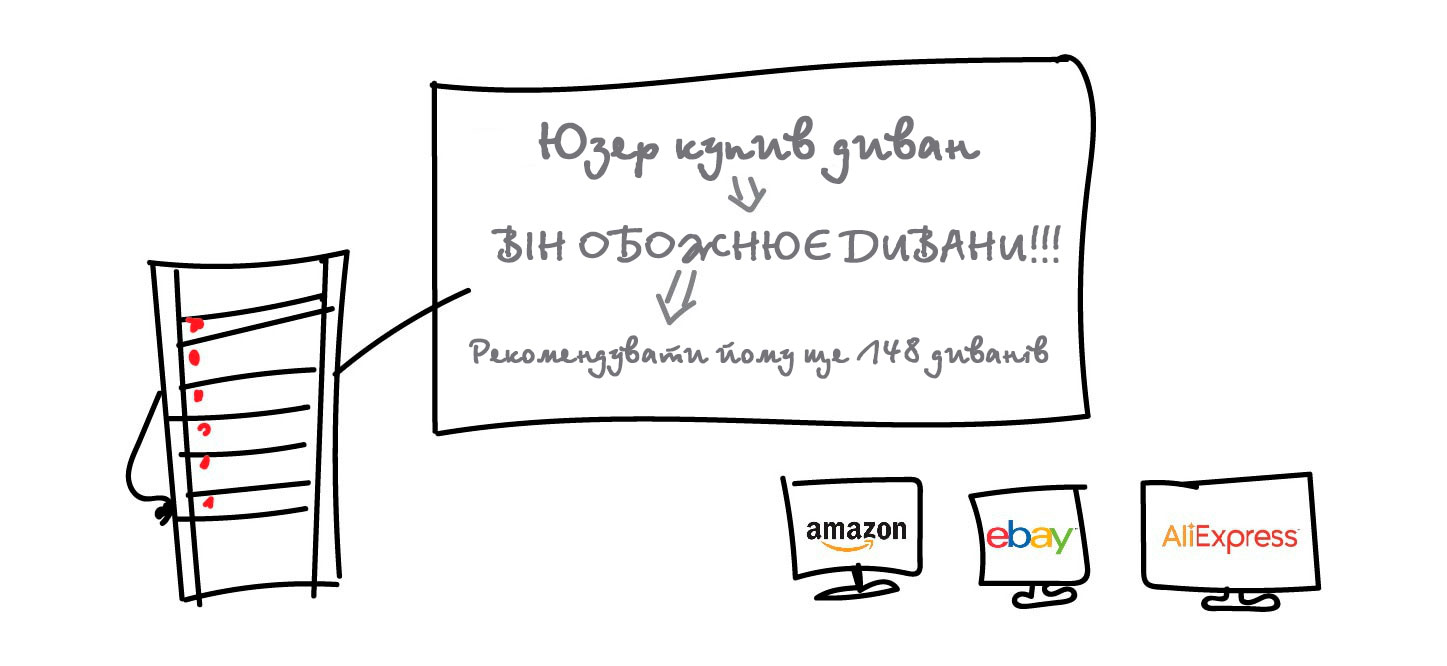 Юзер купив диван
ВІН ОБОЖНЮЄ ДИВАНИ!!!
Рекомендувати йому ще 148 диванів
amazon
ebay
AliExpress